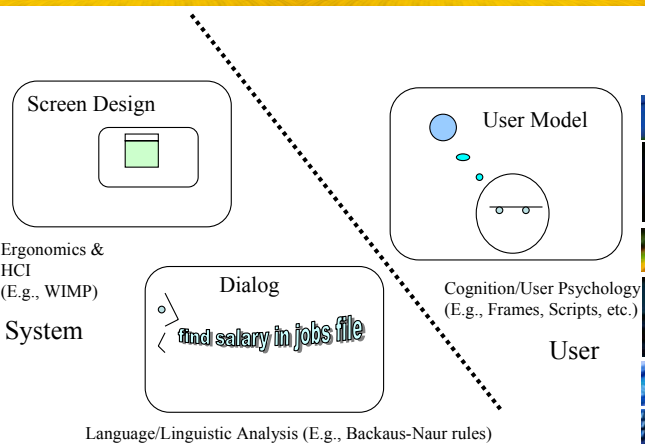 Screen Design
User Model
Ergonomics &
HCI
(E.g., WIMP)
System
Dialog
find salary in jobs file
Cognition/User Psychology
(E.g., Frames, Scripts, etc.)
User
Language/Linguistic Analysis (E.g., Backaus-Naur rules)